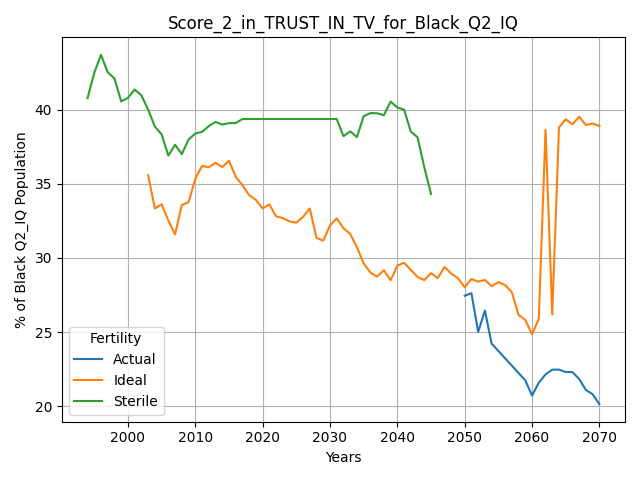 Score_2_in_TRUST_IN_TV_for_Black_Q2_IQ
% of Black Q2_IQ Population
40
35
30
25
20
Fertility
Actual
Ideal
Sterile
2000 2010 2020 2030 2040 2050 2060 2070
Years